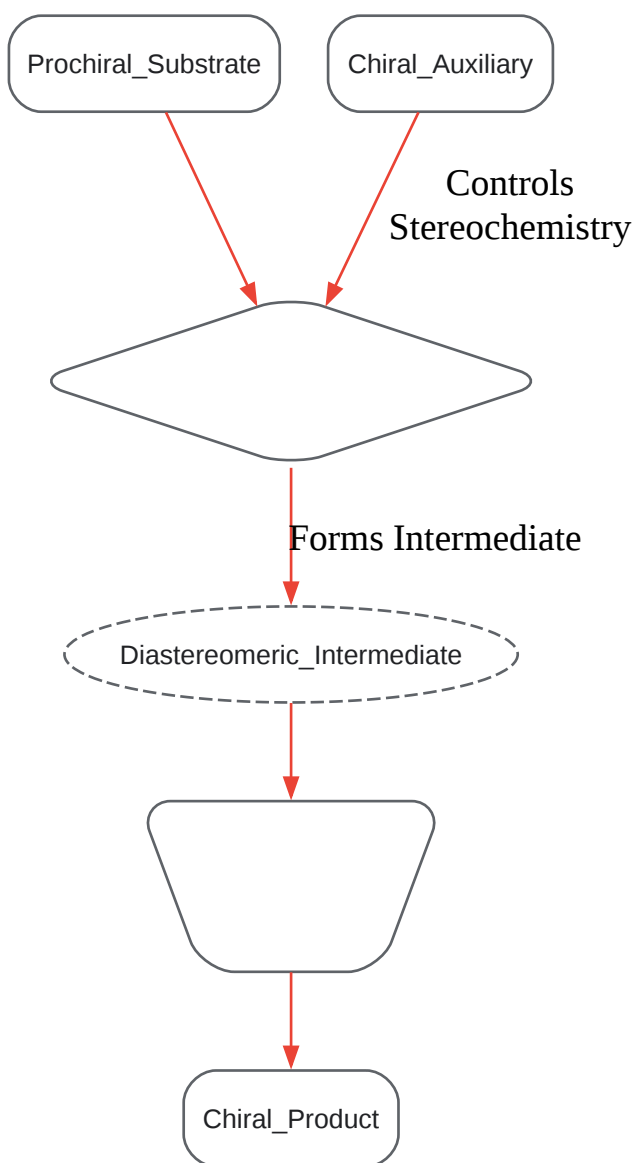 Prochiral_Substrate
Chiral_Auxiliary
Controls
Stereochemistry
Forms Intermediate
Diastereomeric_Intermediate
Chiral_Product